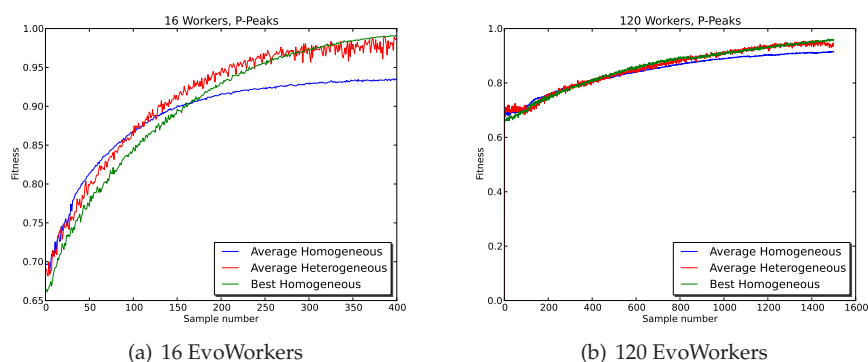 16 Workers, P-Peaks
1.00
0.95
0.90
0.85
0.80
0.75
0.70
0.65
Fitness
0 50 100 150 200 250 300 350 400
Sample number
Average Homogeneous
Average Heterogeneous
Best Homogeneous
(a) 16 EvoWorkers
120 Workers, P-Peaks
1.0
0.8
0.6
0.4
0.2
0.0
Fitness
0 200 400 600 800 1000 1200 1400 1600
Sample number
Average Homogeneous
Average Heterogeneous
Best Homogeneous
(b) 120 EvoWorkers